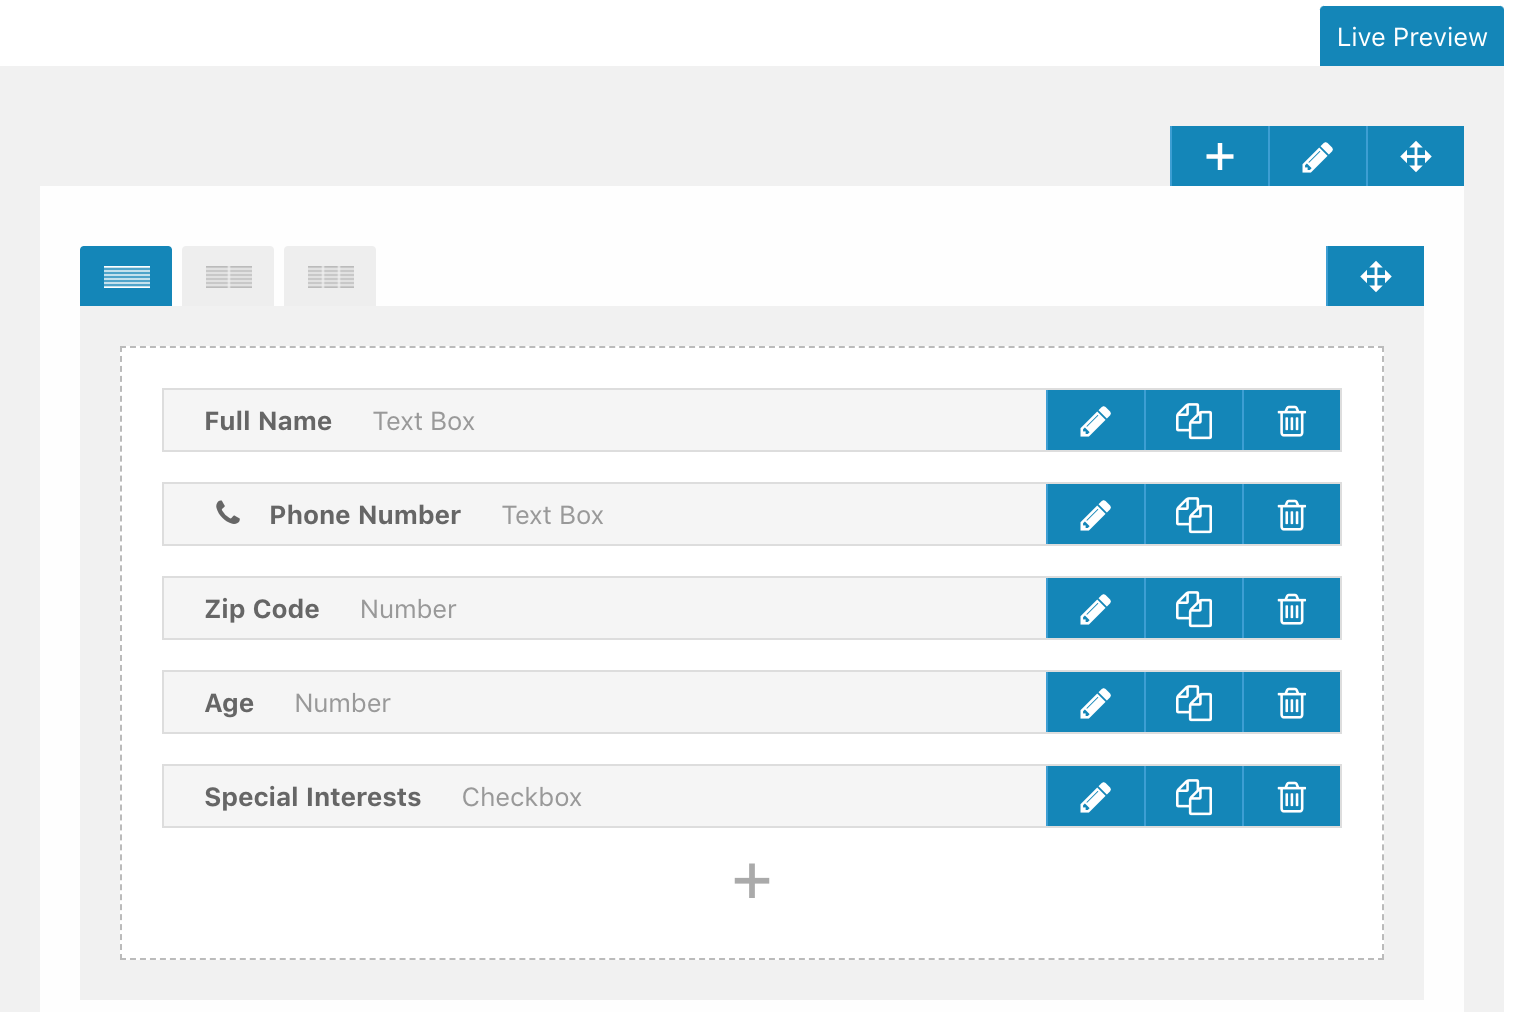 Live Preview
Full Name Text Box
Phone Number Text Box
Zip Code Number
Age Number
Special Interests Checkbox